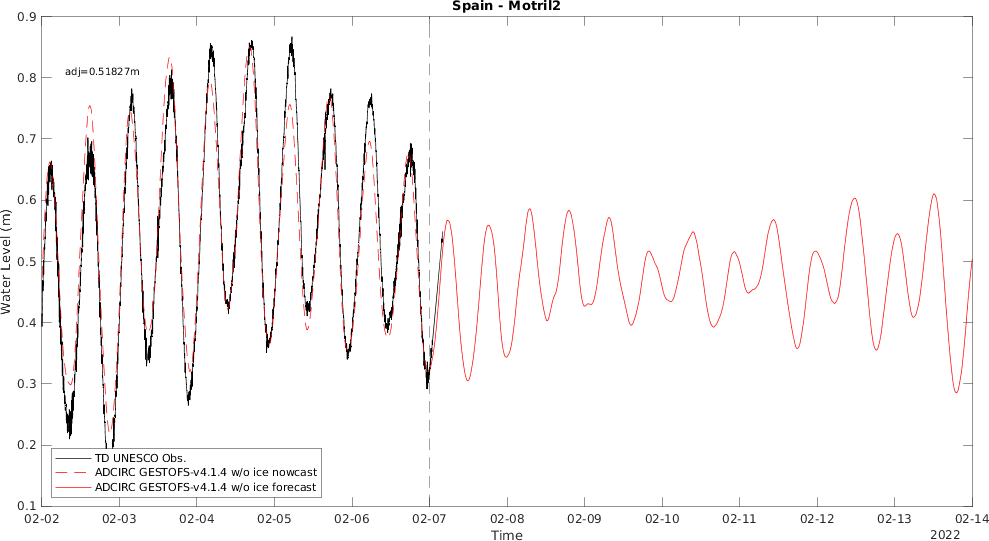 Spain - Motril2
0.9
0.8
0.7
0.6
0.5
0.4
0.3
0.2
0.1
Water Level (m)
adj=0.51827m
TD UNESCO Obs.
ADCIRC GESTOFS-v4.1.4 w/o ice nowcast
ADCIRC GESTOFS-v4.1.4 w/o ice forecast
02-02 02-03 02-04 02-05 02-06 02-07 02-08 02-09 02-10 02-11 02-12 02-13 02-14
Time
2022